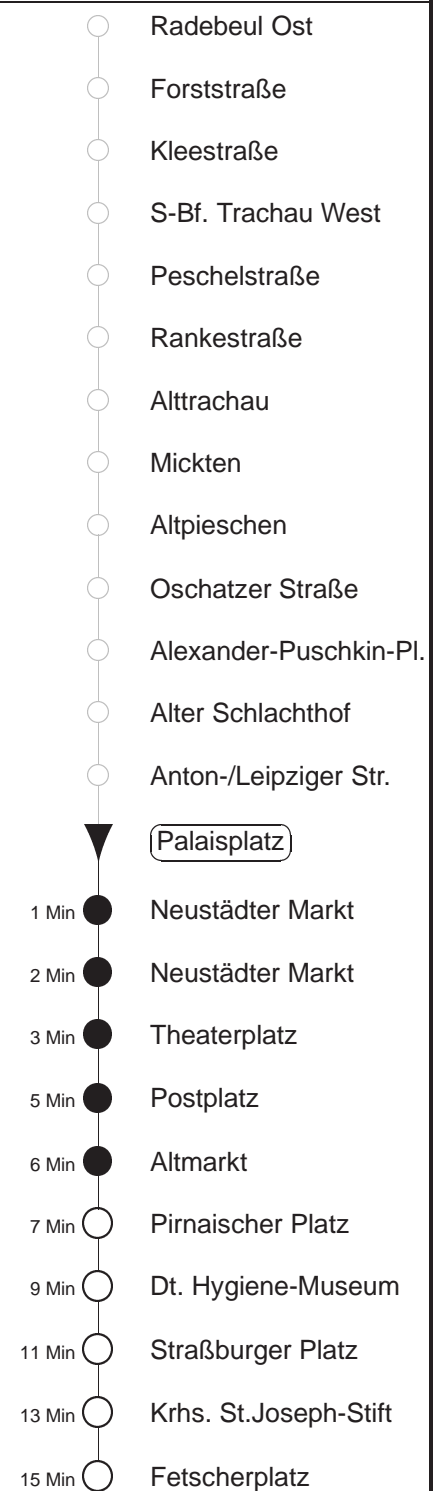 Radebeul Ost
Forststraße
Kleestraße
S-Bf. Trachau West
Peschelstraße
Rankestraße
Alttrachau
Mickten
Altpieschen
Oschatzer Straße
Alexander-Puschkin-Pl.
Alter Schlachthof
Anton-/Leipziger Str.
Palaisplatz
1 Min Neustädter Markt
2 Min Neustädter Markt
3 Min Theaterplatz
5 Min Postplatz
6 Min Altmarkt
7 Min Pirnaischer Platz
9 Min Dt. Hygiene-Museum
11 Min Straßburger Platz
13 Min Krhs. St.Joseph-Stift
15 Min Fetscherplatz